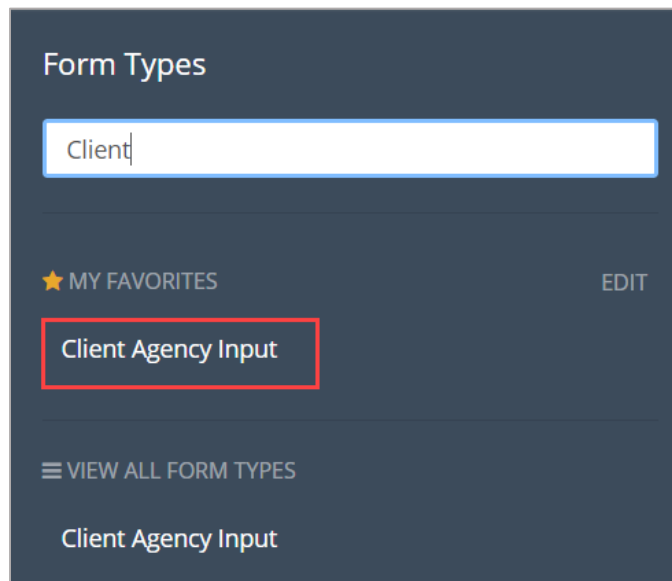 Form Types
Client
MY FAVORITES EDIT
Client Agency Input
VIEW ALL FORM TYPES
Client Agency Input